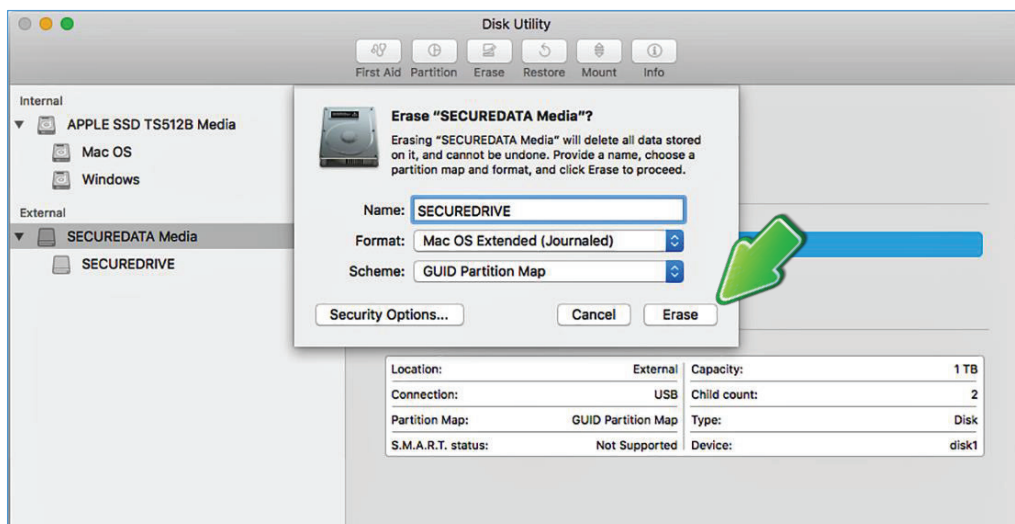 Disk Utility
First Aid Partition Erase Restore Mount Info
Internal
APPLE SSD TS512B Media
Mac OS
Windows
External
SECUREDATA Media
SECUREDRIVE
Erase “SECUREDATA Media”?
Erasing “SECUREDATA Media” will delete all data stored
on it, and cannot be undone. Provide a name, choose a
partition map and format, and click Erase to proceed.
Name: SECUREDRIVE
Format: Mac OS Extended (Journaled)
Scheme: GUID Partition Map
Security Options... Cancel Erase
Location: External Capacity: 1 TB
Connection: USB Child count: 2
Partition Map: GUID Partition Map Type: Disk
S.M.A.R.T. status: Not Supported Device: disk1